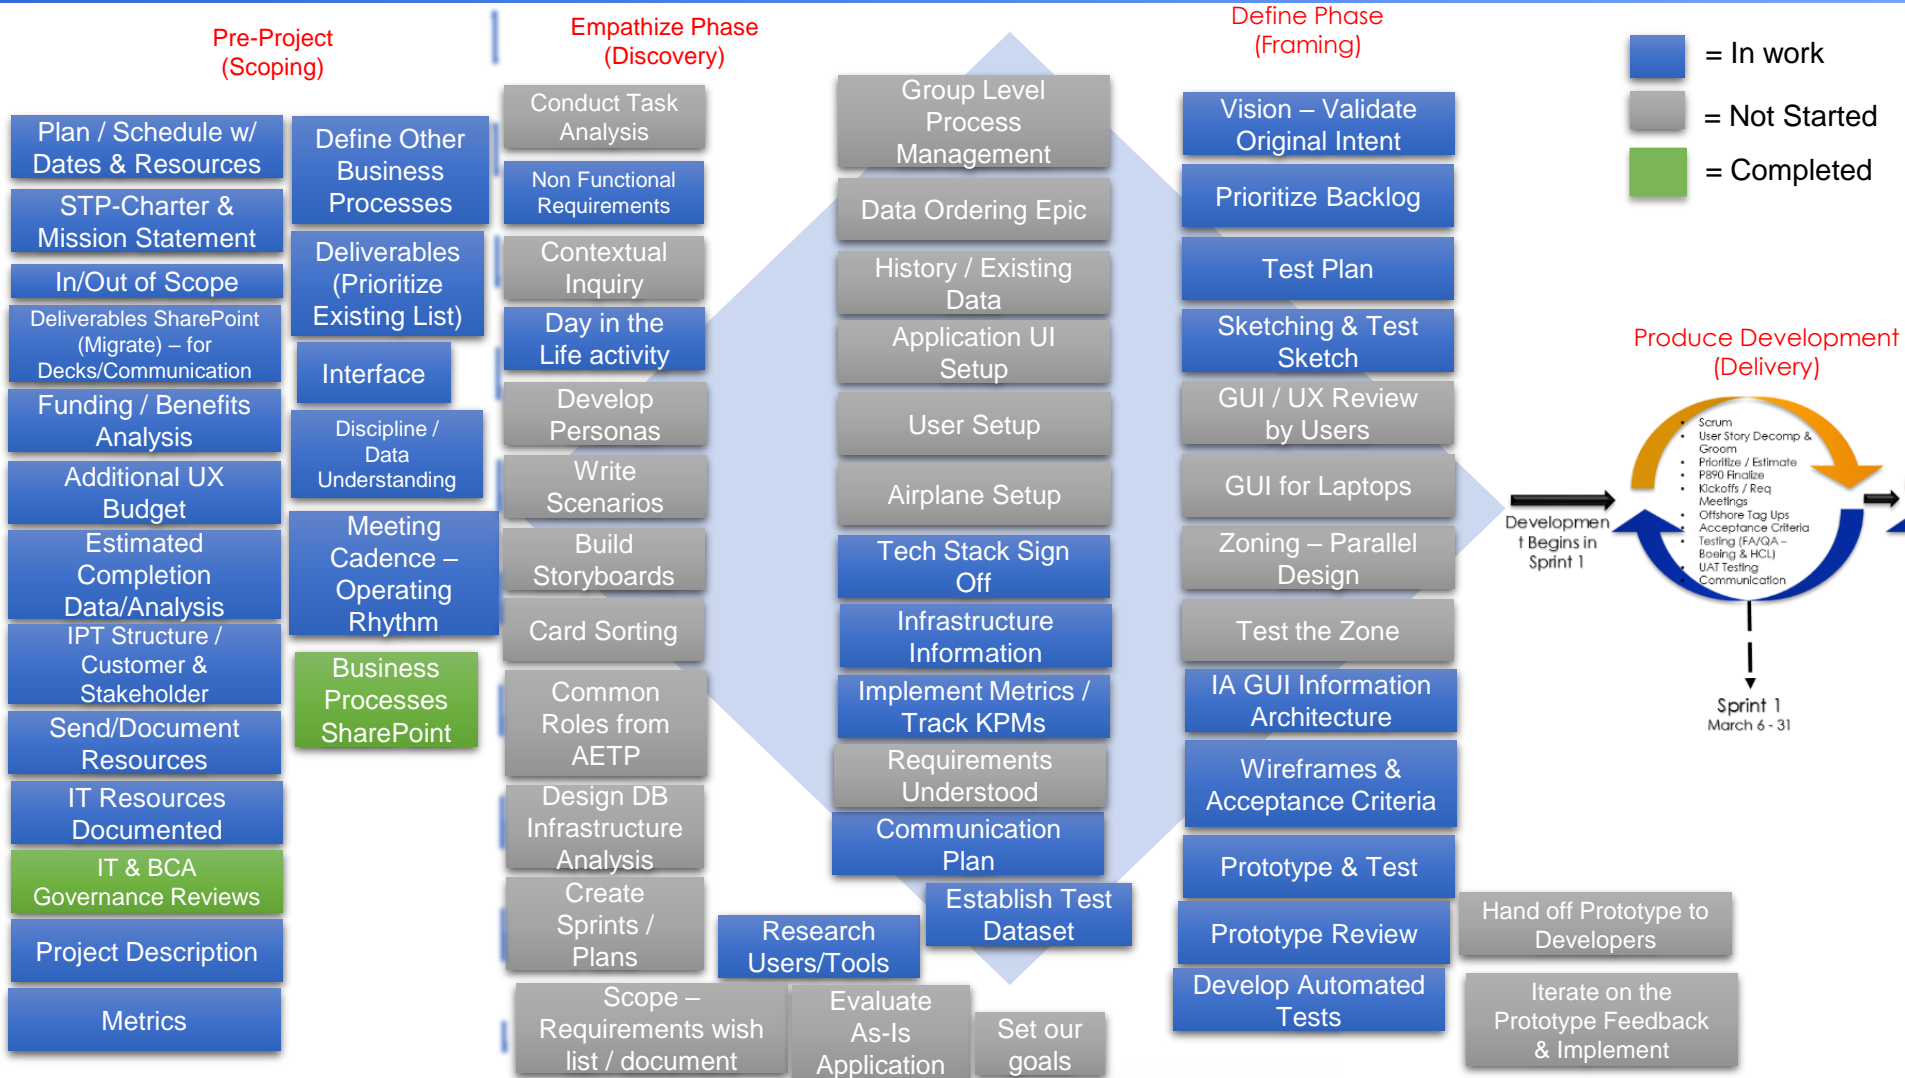 Pre-Project
(Scoping)
Empathize Phase
(Discovery)
Define Phase
(Framing)
= In work
= Not Started
= Completed
Plan / Schedule w/
Dates & Resources
STP-Charter &
Mission Statement
In/Out of Scope
Deliverables SharePoint
(Migrate) – for
Decks/Communication
Funding / Benefits
Analysis
Additional UX
Budget
Estimated
Completion
Data/Analysis
IPT Structure /
Customer &
Stakeholder
Send/Document
Resources
IT Resources
Documented
IT & BCA
Governance Reviews
Project Description
Metrics
Define Other
Business
Processes
Deliverables
(Prioritize
Existing List)
Interface
Discipline /
Data
Understanding
Meeting
Cadence –
Operating
Rhythm
Business
Processes
SharePoint
Conduct Task
Analysis
Non Functional
Requirements
Contextual
Inquiry
Day in the
Life activity
Develop
Personas
Write
Scenarios
Build
Storyboards
Card Sorting
Common
Roles from
AETP
Design DB
Infrastructure
Analysis
Create
Sprints /
Plans
Scope –
Requirements wish
list / document
Research
Users/Tools
Evaluate
As-Is
Application
Set our
goals
Group Level
Process
Management
Data Ordering Epic
History / Existing
Data
Application UI
Setup
User Setup
Airplane Setup
Tech Stack Sign
Off
Infrastructure
Information
Implement Metrics /
Track KPMs
Requirements
Understood
Communication
Plan
Establish Test
Dataset
Vision – Validate
Original Intent
Prioritize Backlog
Test Plan
Sketching & Test
Sketch
GUI / UX Review
by Users
GUI for Laptops
Zoning – Parallel
Design
Test the Zone
IA GUI Information
Architecture
Wireframes &
Acceptance Criteria
Prototype & Test
Prototype Review
Develop Automated
Tests
Hand off Prototype to
Developers
Iterate on the
Prototype Feedback
& Implement
Developmen
t Begins in
Sprint 1
Produce Development
(Delivery)
• Scrum
• User Story Decomp &
Groom
• Prioritize / Estimate
• P890 Finalize
• Kickoffs / Req
Meetings
• Offshore Tag Ups
• Acceptance Criteria
• Testing (FA/QA –
Boeing & HCL)
• UAT Testing
• Communication
Sprint 1
March 6 - 31